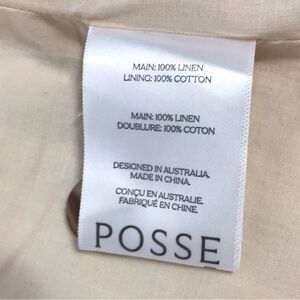 MAIN: 100% LINEN
LINING: 100% COTTON
MAIN: 100% LINEN
DOUBLURE: 100% COTON
DESIGNED IN AUSTRALIA.
MADE IN CHINA.
CONÇU EN AUSTRALIE.
FABRIQUÉ EN CHINE.
POSSE